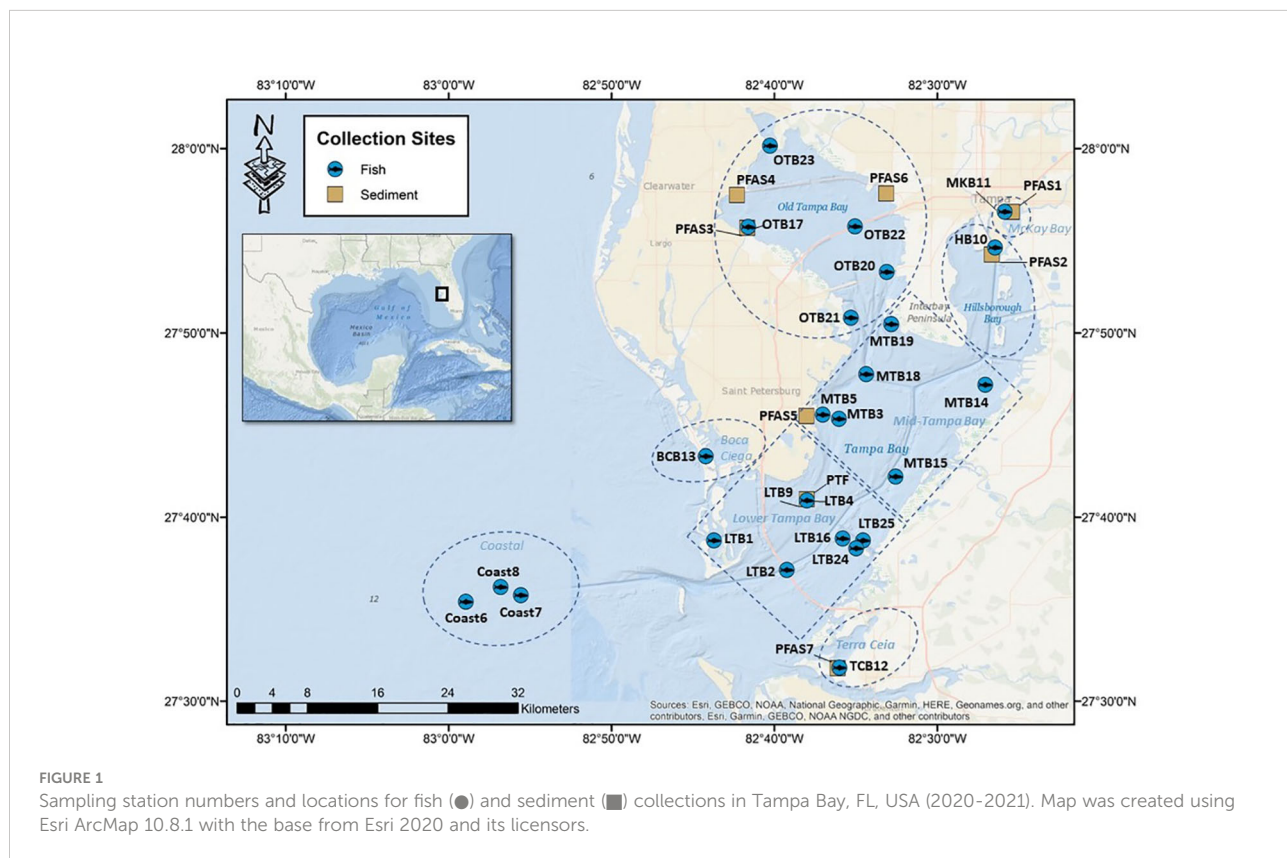 83°10'0"W
83°0'0"W
82°50'0"W
82°40'0"W
82°30'0"W
28°0'0"N
28°0'0"N
27°50'0"N
27°50'0"N
27°40'0"N
27°40'0"N
27°30'0"N
27°30'0"N
N
Collection Sites
Fish
Sediment
Gulf of
Mexico
Mexico
Basin
Miami
6
12
Clearwater
Largo
OTB23
PFAS4
PFAS6
Old Tampa Bay
PFAS3
OTB17
OTB22
OTB20
OTB21
MKB11
PFAS1
Tampa
McKay Bay
HB10
PFAS2
Hillsborough
Bay
Interbay
Peninsula
MTB19
MTB18
MTB14
Saint Petersburg
PFAS5
MTB5
MTB3
Mid-Tampa Bay
Tampa Bay
MTB15
Boca
Ciega
BCB13
LTB9
PTF
LTB4
Lower Tampa Bay
LTB1
LTB16
LTB25
LTB24
LTB2
Coastal
Coast8
Coast6
Coast7
Terra Ceia
PFAS7
TCB12
0 2 4 8 16 24 32
Kilometers
Sources: Esri, GEBCO, NOAA, National Geographic, Garmin, HERE, Geonames.org, and other
contributors, Esri, Garmin, GEBCO, NOAA NGDC, and other contributors
83°10'0"W
83°0'0"W
82°50'0"W
82°40'0"W
82°30'0"W
FIGURE 1
Sampling station numbers and locations for fish (●) and sediment (■) collections in Tampa Bay, FL, USA (2020-2021). Map was created using
Esri ArcMap 10.8.1 with the base from Esri 2020 and its licensors.